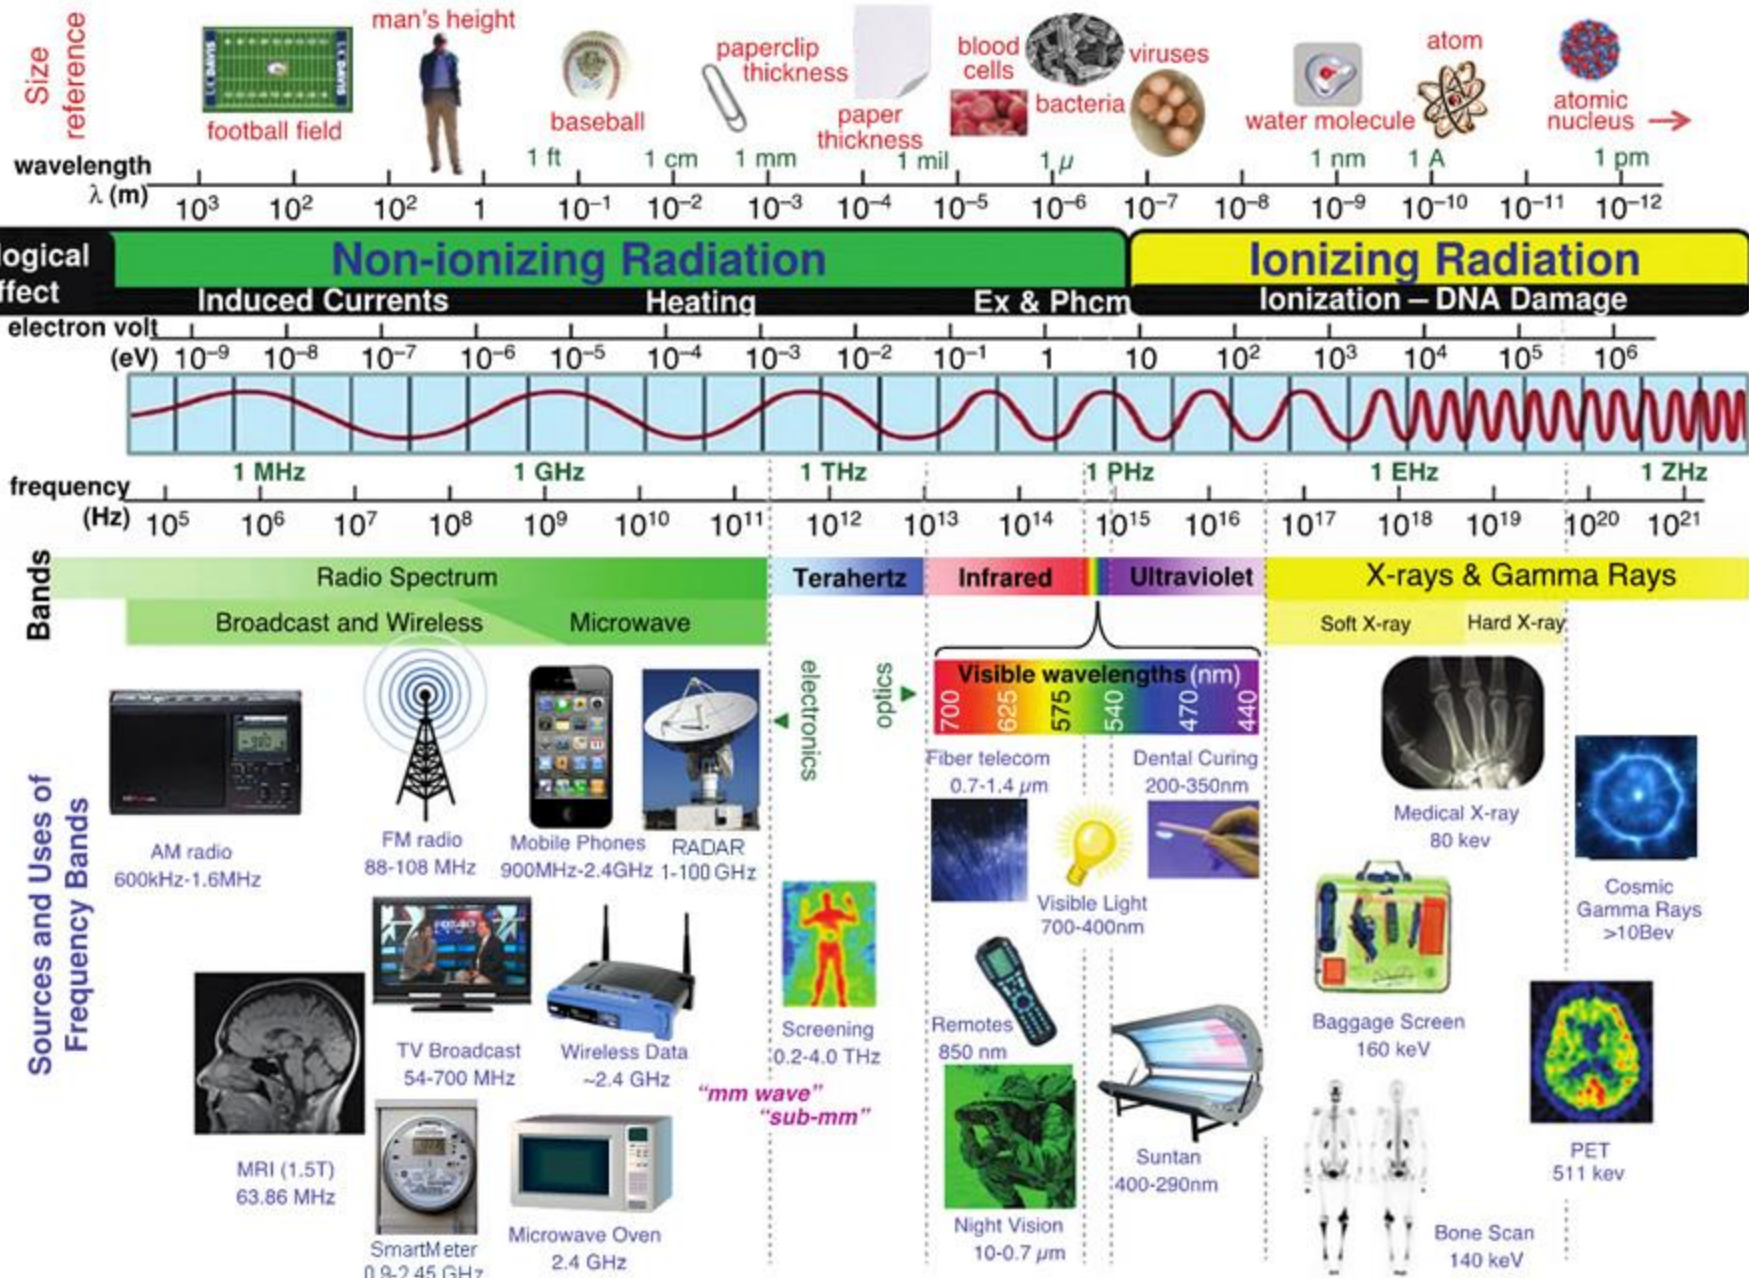 Size
reference
football field
man's height
baseball
paperclip
thickness
paper
thickness
blood
cells
bacteria
viruses
water molecule
atom
atomic
nucleus
wavelength
λ (m)
1 ft 1 cm 1 mm 1 mil 1 μ 1 nm 1 A 1 pm
10³ 10² 10² 1 10⁻¹ 10⁻² 10⁻³ 10⁻⁴ 10⁻⁵ 10⁻⁶ 10⁻⁷ 10⁻⁸ 10⁻⁹ 10⁻¹⁰ 10⁻¹¹ 10⁻¹²
logical
ffect
Non-ionizing Radiation
Ionizing Radiation
Induced Currents Heating Ex & Phcm Ionization – DNA Damage
electron volt
(eV) 10⁻⁹ 10⁻⁸ 10⁻⁷ 10⁻⁶ 10⁻⁵ 10⁻⁴ 10⁻³ 10⁻² 10⁻¹ 1 10 10² 10³ 10⁴ 10⁵ 10⁶
1 MHz 1 GHz 1 THz 1 PHz 1 EHz 1 ZHz
frequency
(Hz) 10⁵ 10⁶ 10⁷ 10⁸ 10⁹ 10¹⁰ 10¹¹ 10¹² 10¹³ 10¹⁴ 10¹⁵ 10¹⁶ 10¹⁷ 10¹⁸ 10¹⁹ 10²⁰ 10²¹
Bands
Radio Spectrum Terahertz Infrared Ultraviolet X-rays & Gamma Rays
Broadcast and Wireless Microwave Soft X-ray Hard X-ray
electronics
optics
Visible wavelengths (nm)
700 625 575 540 470 440
Sources and Uses of
Frequency Bands
AM radio
600kHz-1.6MHz
FM radio
88-108 MHz
Mobile Phones
900MHz-2.4GHz
RADAR
1-100 GHz
Fiber telecom
0.7-1.4 μm
Dental Curing
200-350nm
Visible Light
700-400nm
Medical X-ray
80 kev
Cosmic
Gamma Rays
>10Bev
TV Broadcast
54-700 MHz
Wireless Data
~2.4 GHz
Screening
0.2-4.0 THz
"mm wave"
"sub-mm"
Remotes
850 nm
Baggage Screen
160 keV
MRI (1.5T)
63.86 MHz
SmartMeter
0.9-2.45 GHz
Microwave Oven
2.4 GHz
Night Vision
10-0.7 μm
Suntan
400-290nm
Bone Scan
140 keV
PET
511 kev